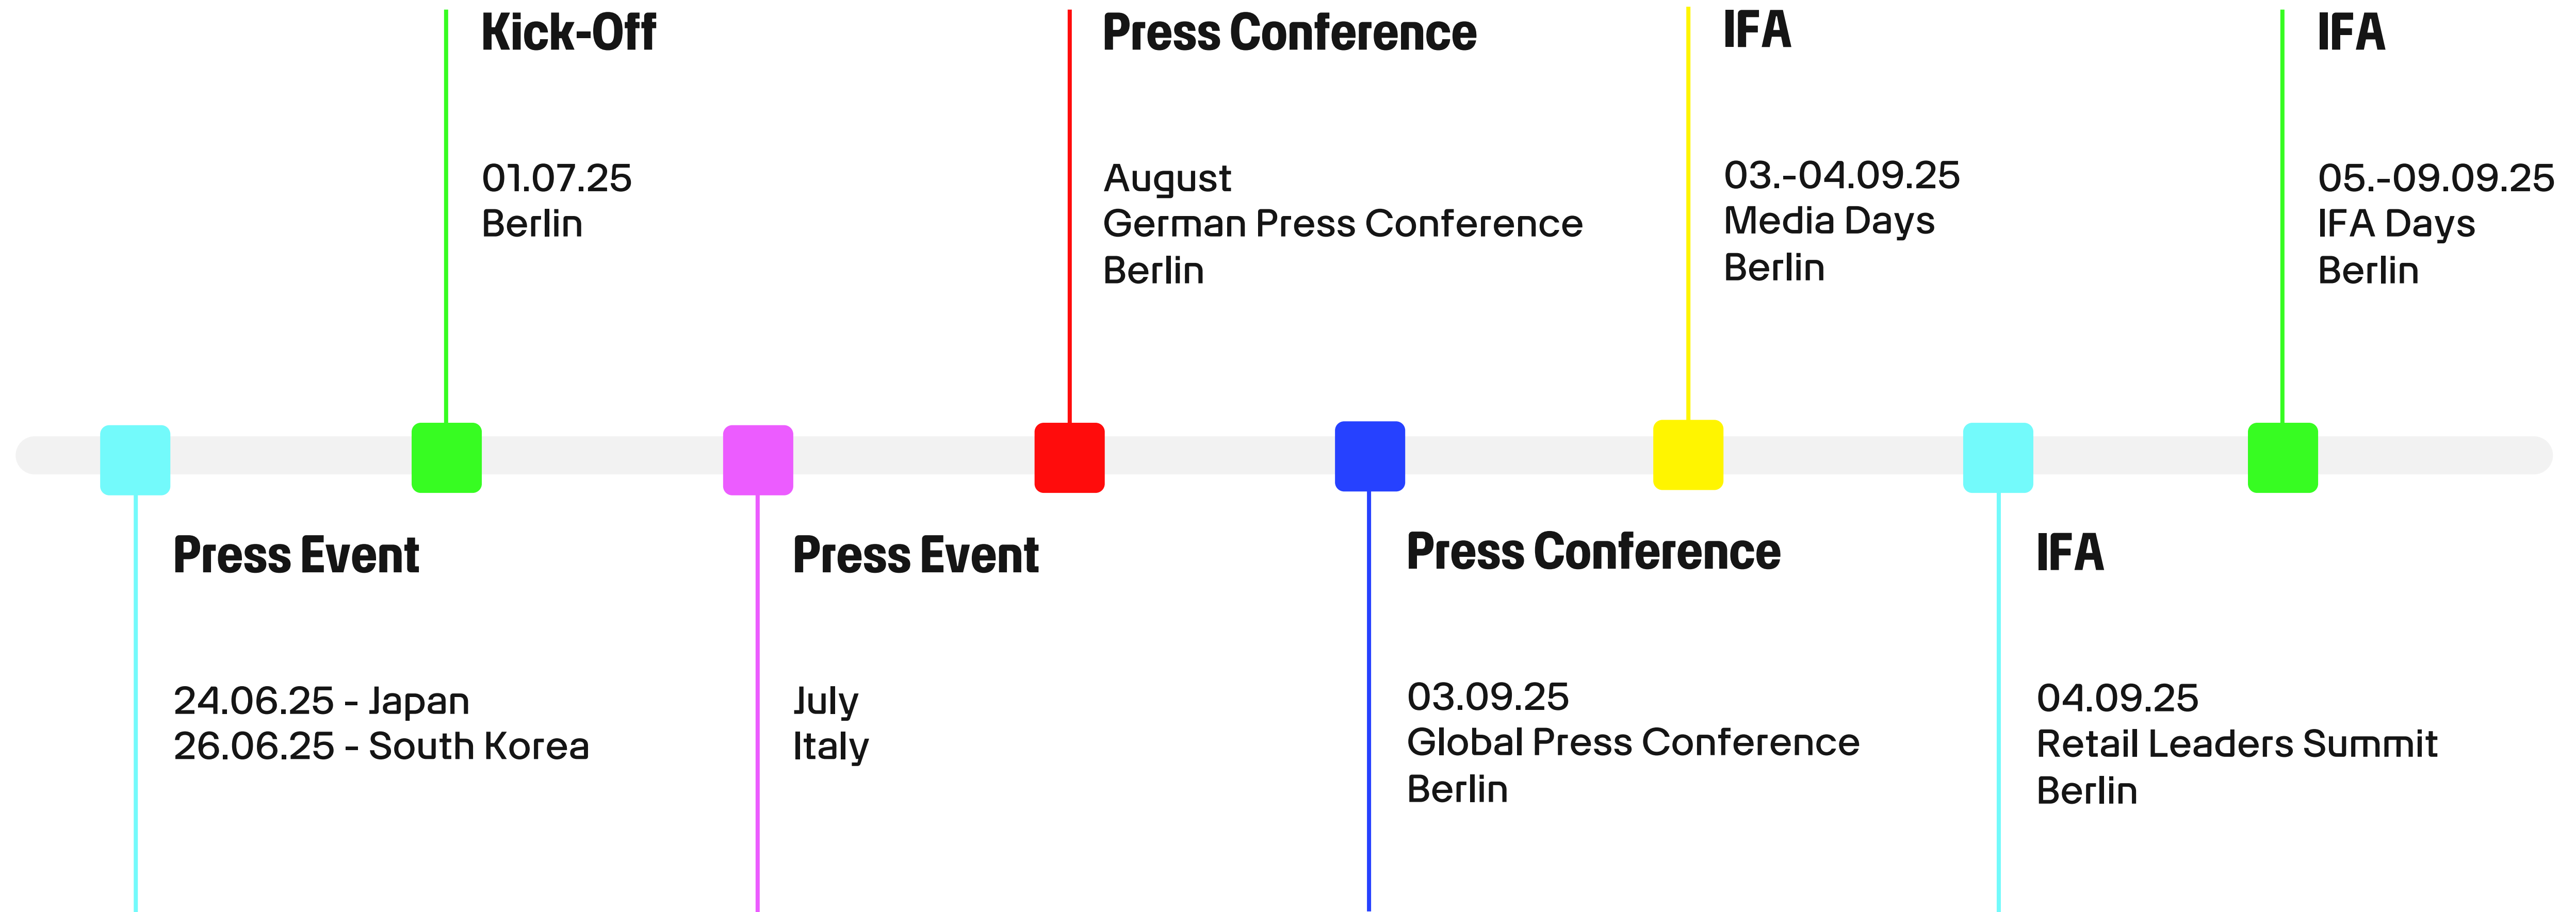 Kick-Off
01.07.25
Berlin
Press Conference
August
German Press Conference
Berlin
IFA
03.-04.09.25
Media Days
Berlin
IFA
05.-09.09.25
IFA Days
Berlin
Press Event
24.06.25 - Japan
26.06.25 - South Korea
Press Event
July
Italy
Press Conference
03.09.25
Global Press Conference
Berlin
IFA
04.09.25
Retail Leaders Summit
Berlin